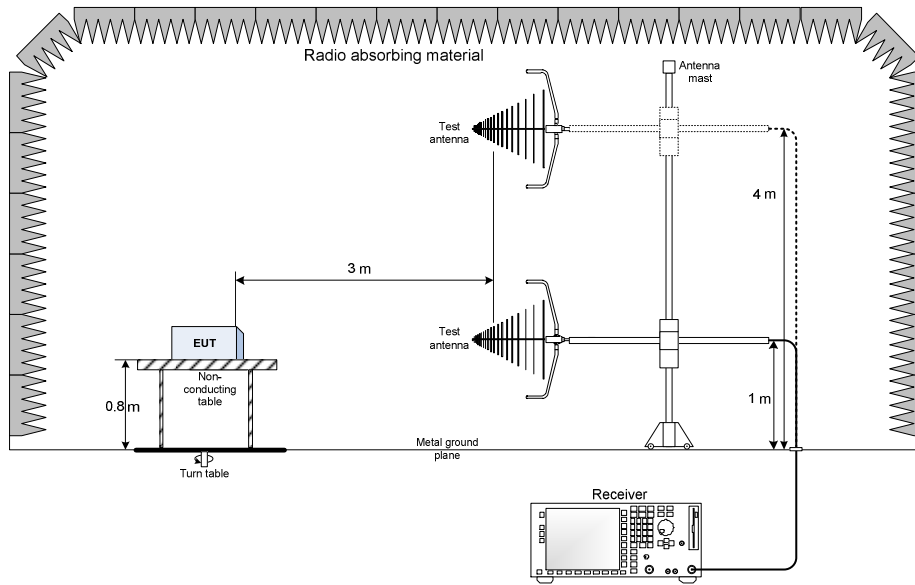 Radio absorbing material
Antenna
mast
Test
antenna
4 m
3 m
Test
antenna
EUT
Non-
conducting
table
0.8 m
1 m
Metal ground
plane
Turn table
Receiver